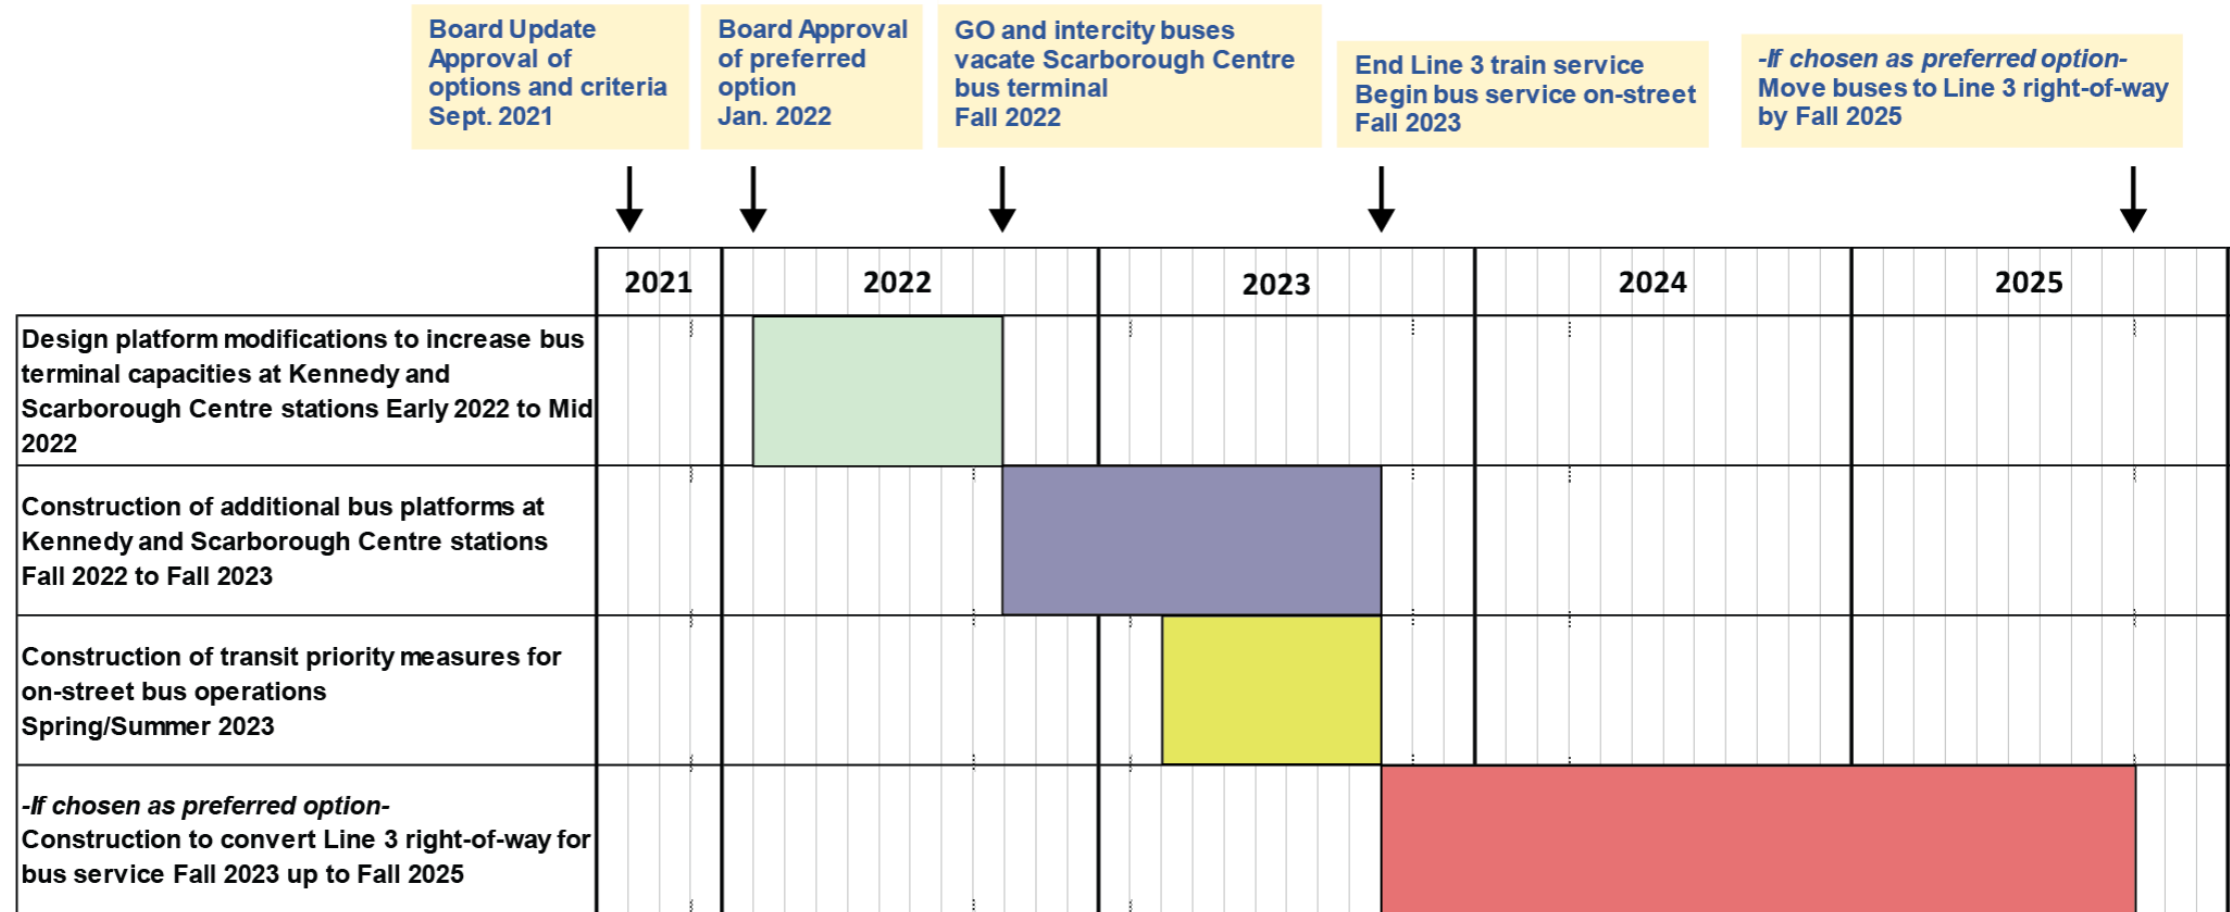 Board Update
Approval of
options and criteria
Sept. 2021
Board Approval
of preferred
option
Jan. 2022
GO and intercity buses
vacate Scarborough Centre
bus terminal
Fall 2022
End Line 3 train service
Begin bus service on-street
Fall 2023
-If chosen as preferred option-
Move buses to Line 3 right-of-way
by Fall 2025
2021
2022
2023
2024
2025
Design platform modifications to increase bus
terminal capacities at Kennedy and
Scarborough Centre stations Early 2022 to Mid
2022
Construction of additional bus platforms at
Kennedy and Scarborough Centre stations
Fall 2022 to Fall 2023
Construction of transit priority measures for
on-street bus operations
Spring/Summer 2023
-If chosen as preferred option-
Construction to convert Line 3 right-of-way for
bus service Fall 2023 up to Fall 2025